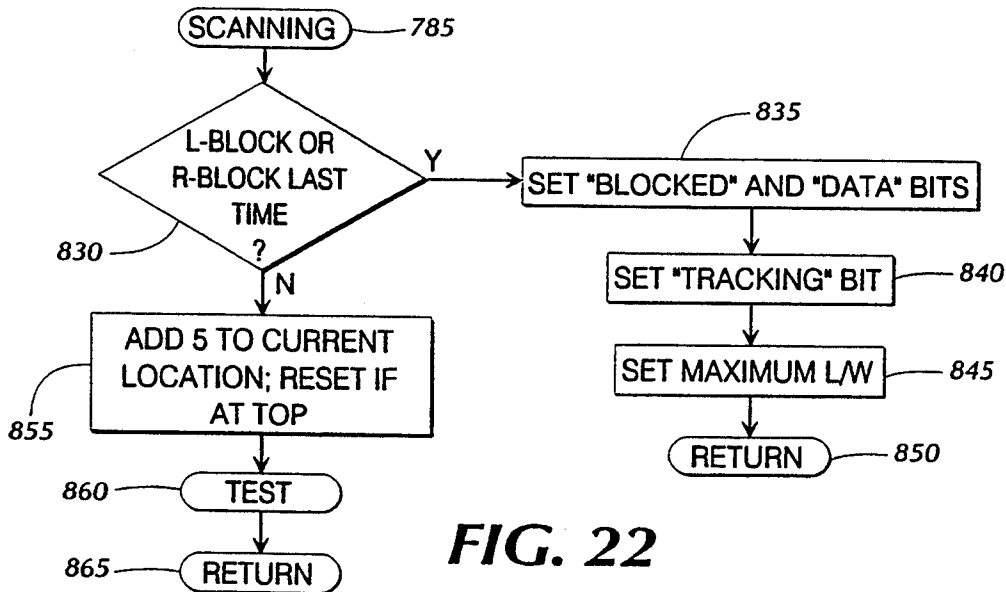 SCANNING
785
L-BLOCK OR
R-BLOCK LAST
TIME
?
830
Y
N
835
SET "BLOCKED" AND "DATA" BITS
SET "TRACKING" BIT
840
SET MAXIMUM L/W
845
RETURN
850
ADD 5 TO CURRENT
LOCATION; RESET IF
AT TOP
855
860
TEST
865
RETURN
FIG. 22